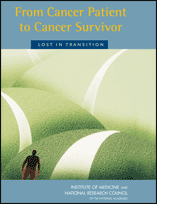 From Cancer Patient
to Cancer Survivor
LOST IN TRANSITION
INSTITUTE OF MEDICINE AND
NATIONAL RESEARCH COUNCIL
OF THE NATIONAL ACADEMIES